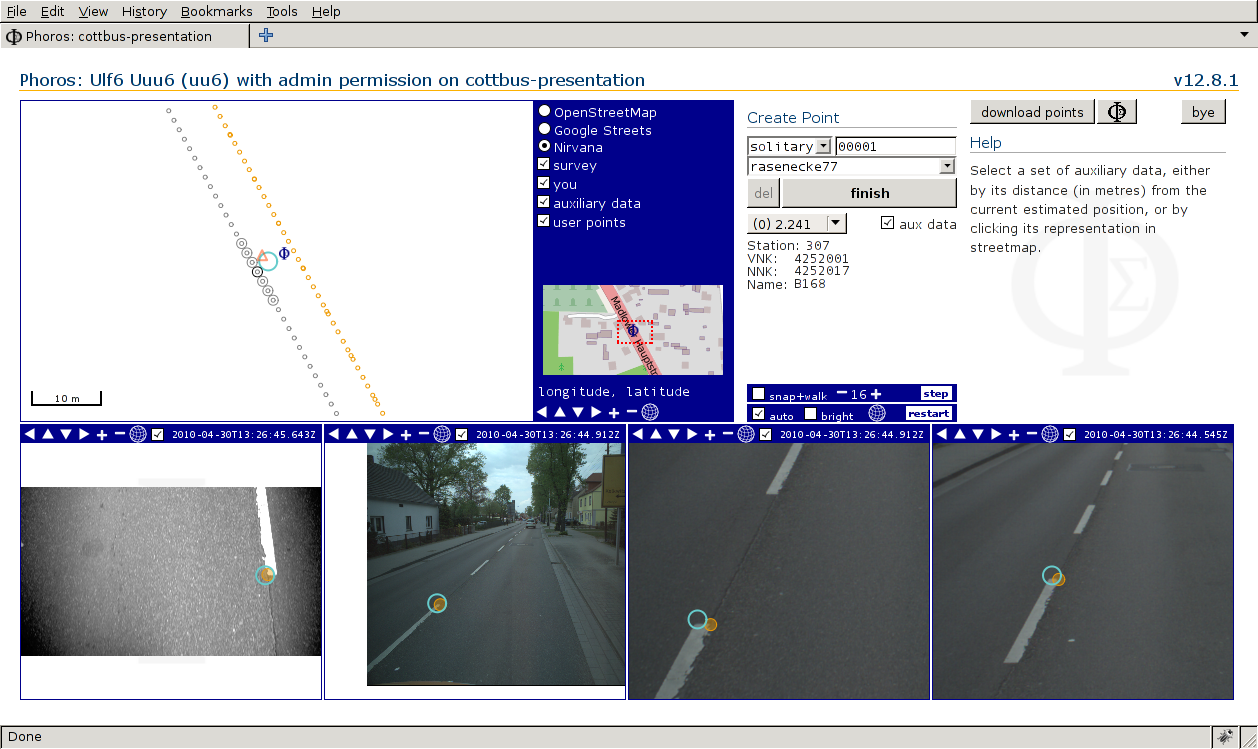 File Edit View History Bookmarks Tools Help
Phoros: cottbus-presentation
Phoros: Ulf6 Uuu6 (uu6) with admin permission on cottbus-presentation
v12.8.1
Φ
10 m
OpenStreetMap
Google Streets
Nirvana
survey
you
auxiliary data
user points
Madlow
Hauptstr
Φ
longitude, latitude
Create Point
solitary 00001
rasenecke77
del finish
(0) 2.241 aux data
Station: 307
VNK: 4252001
NNK: 4252017
Name: B168
snap+walk 16 step
auto bright restart
download points Φ bye
Help
Select a set of auxiliary data, either
by its distance (in metres) from the
current estimated position, or by
clicking its representation in
streetmap.
ΦΣ
2010-04-30T13:26:45.643Z
2010-04-30T13:26:44.912Z
2010-04-30T13:26:44.912Z
2010-04-30T13:26:44.545Z
Done